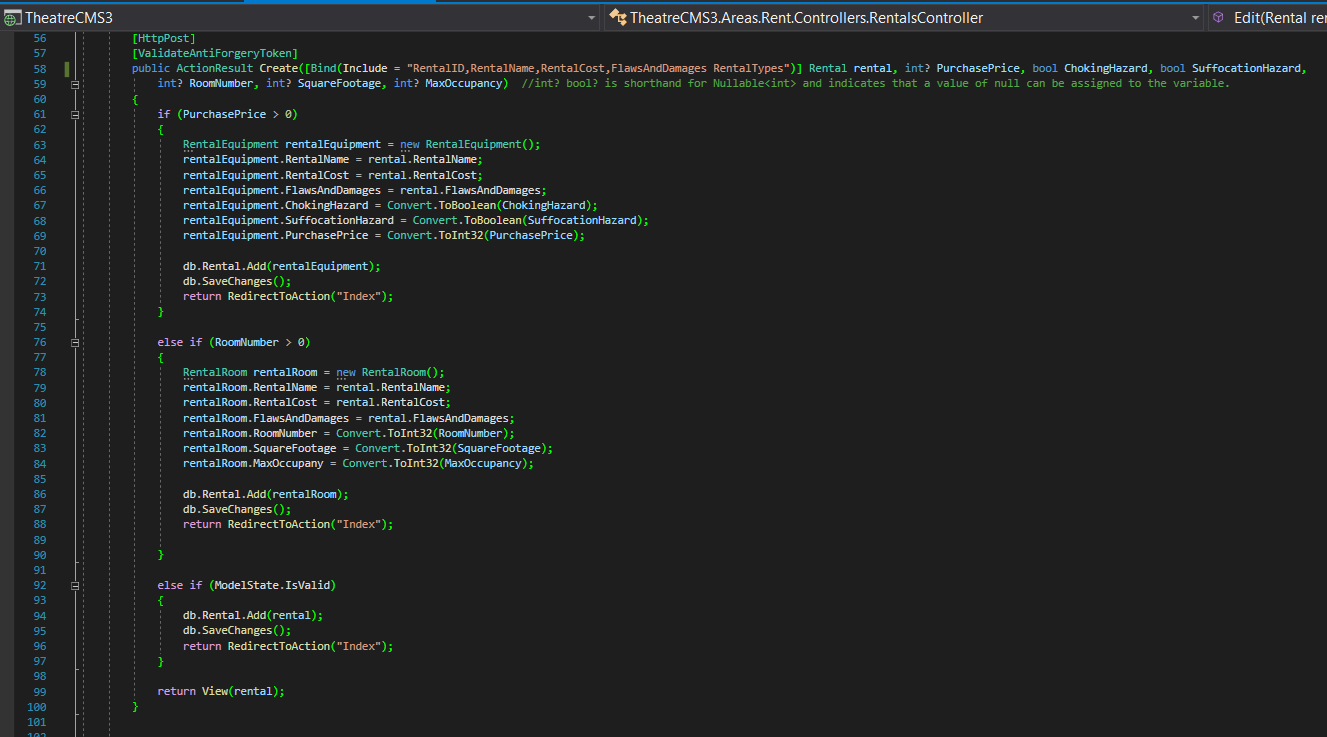 TheatreCMS3 TheatreCMS3.Areas.Rent.Controllers.RentalsController Edit(Rental
56 [HttpPost]
57 [ValidateAntiForgeryToken]
58 public ActionResult Create([Bind(Include = "RentalID,RentalName,RentalCost,FlawsAndDamages RentalTypes")] Rental rental, int? PurchasePrice, bool ChokingHazard, bool SuffocationHazard,
59 int? RoomNumber, int? SquareFootage, int? MaxOccupancy) //int? bool? is shorthand for Nullable<int> and indicates that a value of null can be assigned to the variable.
60 {
61 if (PurchasePrice > 0)
62 {
63 RentalEquipment rentalEquipment = new RentalEquipment();
64 rentalEquipment.RentalName = rental.RentalName;
65 rentalEquipment.RentalCost = rental.RentalCost;
66 rentalEquipment.FlawsAndDamages = rental.FlawsAndDamages;
67 rentalEquipment.ChokingHazard = Convert.ToBoolean(ChokingHazard);
68 rentalEquipment.SuffocationHazard = Convert.ToBoolean(SuffocationHazard);
69 rentalEquipment.PurchasePrice = Convert.ToInt32(PurchasePrice);
70
71 db.Rental.Add(rentalEquipment);
72 db.SaveChanges();
73 return RedirectToAction("Index");
74 }
75
76 else if (RoomNumber > 0)
77 {
78 RentalRoom rentalRoom = new RentalRoom();
79 rentalRoom.RentalName = rental.RentalName;
80 rentalRoom.RentalCost = rental.RentalCost;
81 rentalRoom.FlawsAndDamages = rental.FlawsAndDamages;
82 rentalRoom.RoomNumber = Convert.ToInt32(RoomNumber);
83 rentalRoom.SquareFootage = Convert.ToInt32(SquareFootage);
84 rentalRoom.MaxOccupany = Convert.ToInt32(MaxOccupancy);
85
86 db.Rental.Add(rentalRoom);
87 db.SaveChanges();
88 return RedirectToAction("Index");
89
90 }
91
92 else if (ModelState.IsValid)
93 {
94 db.Rental.Add(rental);
95 db.SaveChanges();
96 return RedirectToAction("Index");
97 }
98
99 return View(rental);
100 }
101